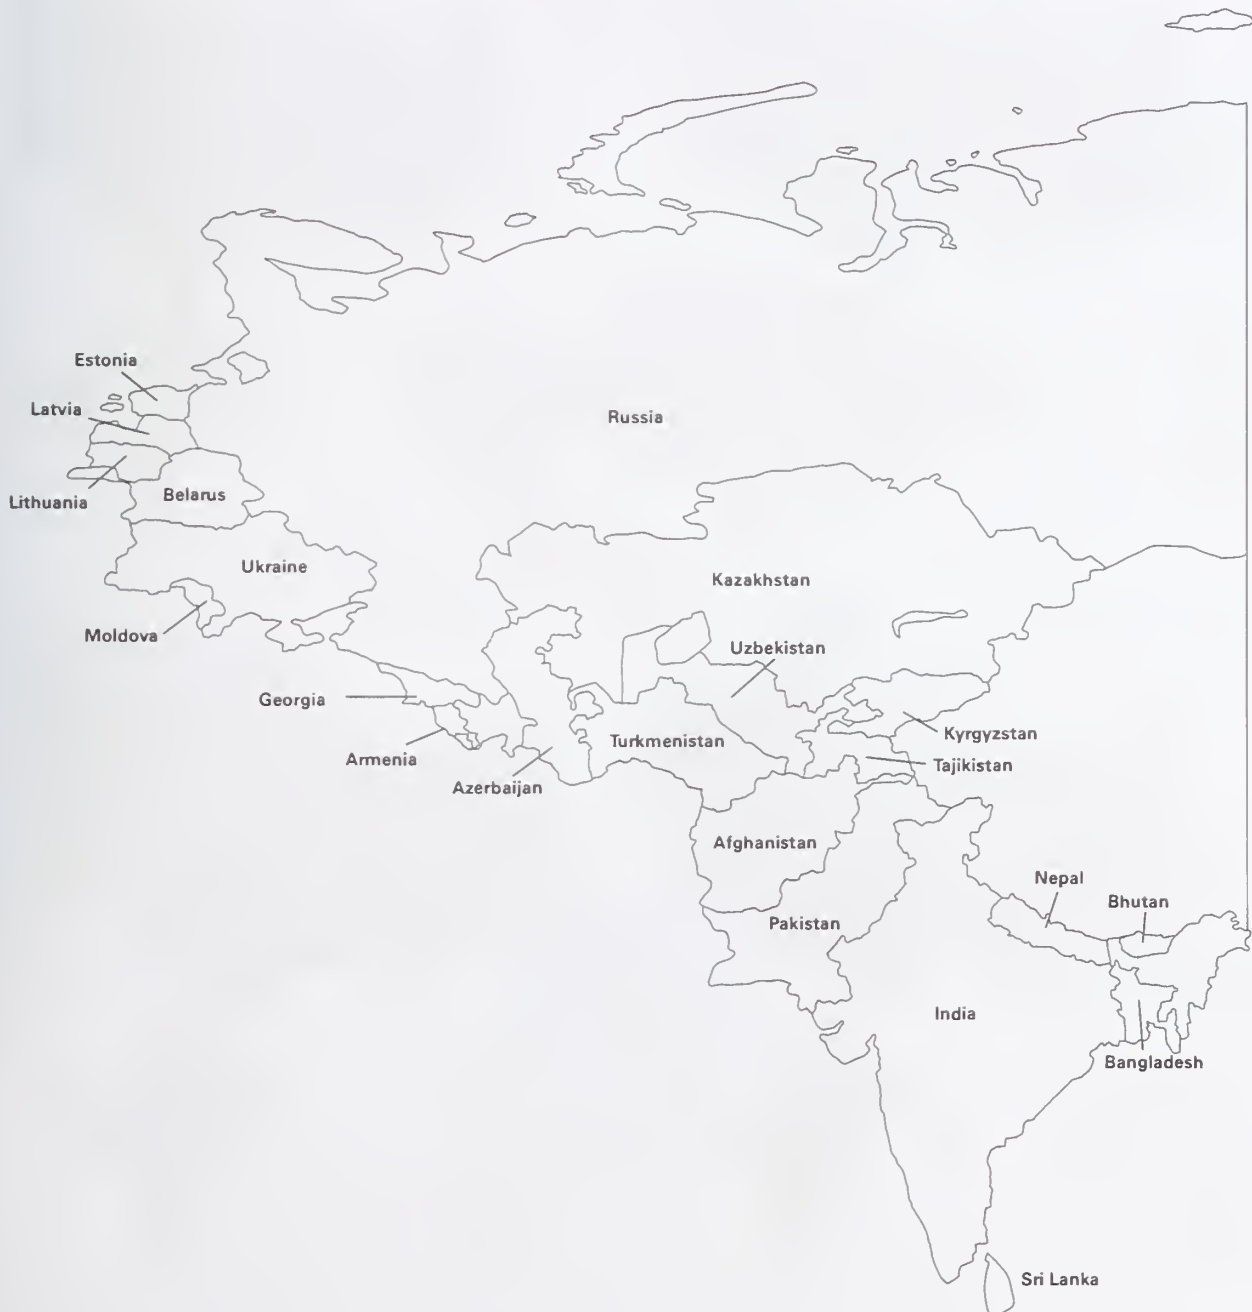 Estonia
Latvia
Russia
Lithuania
Belarus
Ukraine
Kazakhstan
Moldova
Uzbekistan
Georgia
Kyrgyzstan
Turkmenistan
Armenia
Tajikistan
Azerbaijan
Afghanistan
Nepal
Bhutan
Pakistan
India
Bangladesh
Sri Lanka